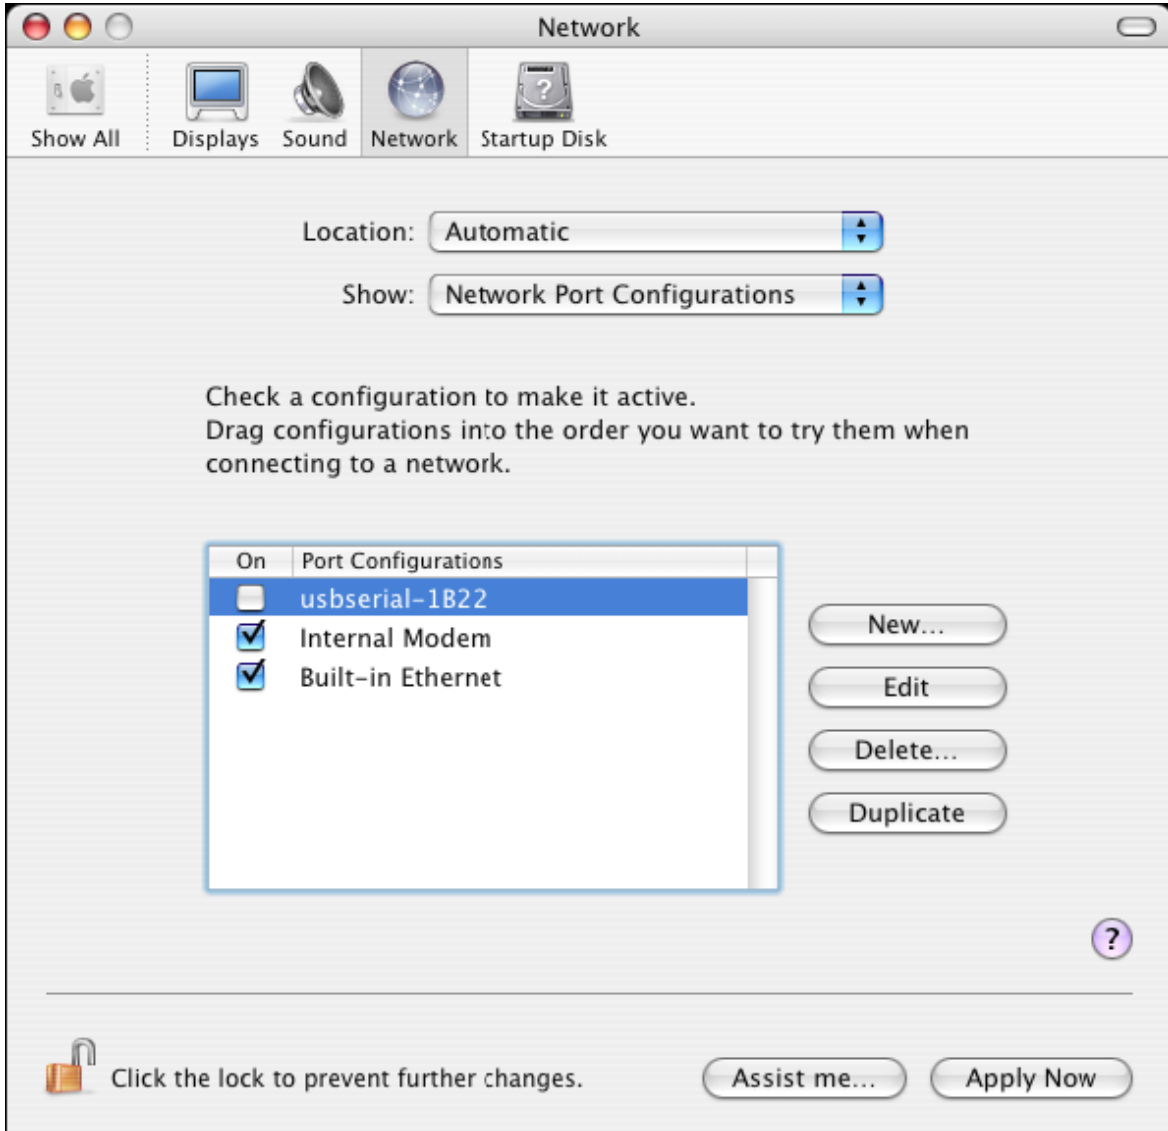 Network
Show All Displays Sound Network Startup Disk
Location: Automatic
Show: Network Port Configurations
Check a configuration to make it active.
Drag configurations into the order you want to try them when
connecting to a network.
On Port Configurations
usbserial-1B22
Internal Modem
Built-in Ethernet
New...
Edit
Delete...
Duplicate
?
Click the lock to prevent further changes. Assist me... Apply Now